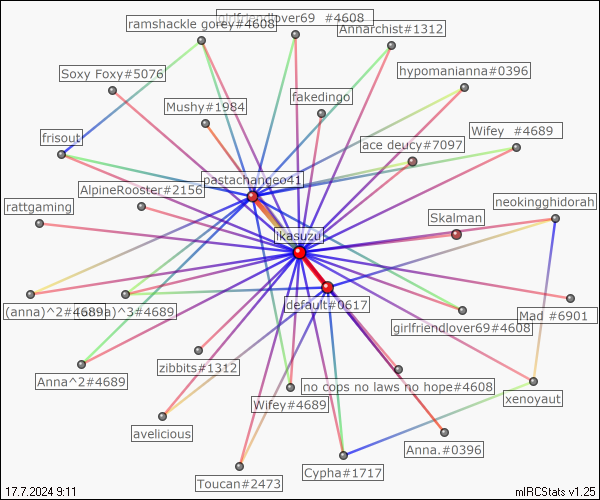 ramshackle gorey#4608
girlfriendlover69 #4608
Annarchist#1312
Soxy Foxy#5076
hypomanianna#0396
Mushy#1984
fakedingo
frisout
ace deucy#7097
Wifey #4689
pastachangeo41
AlpineRooster#2156
neokingghidorah
rattgaming
Skalman
ikasuzu
(anna)^2#4689
)^3#4689
default#0617
Mad #6901
girlfriendlover69#4608
zibbits#1312
Anna^2#4689
no cops no laws no hope#4608
xenoyaut
Wifey#4689
avelicious
Anna.#0396
Cypha#1717
Toucan#2473
17.7.2024 9:11
mIRCStats v1.25